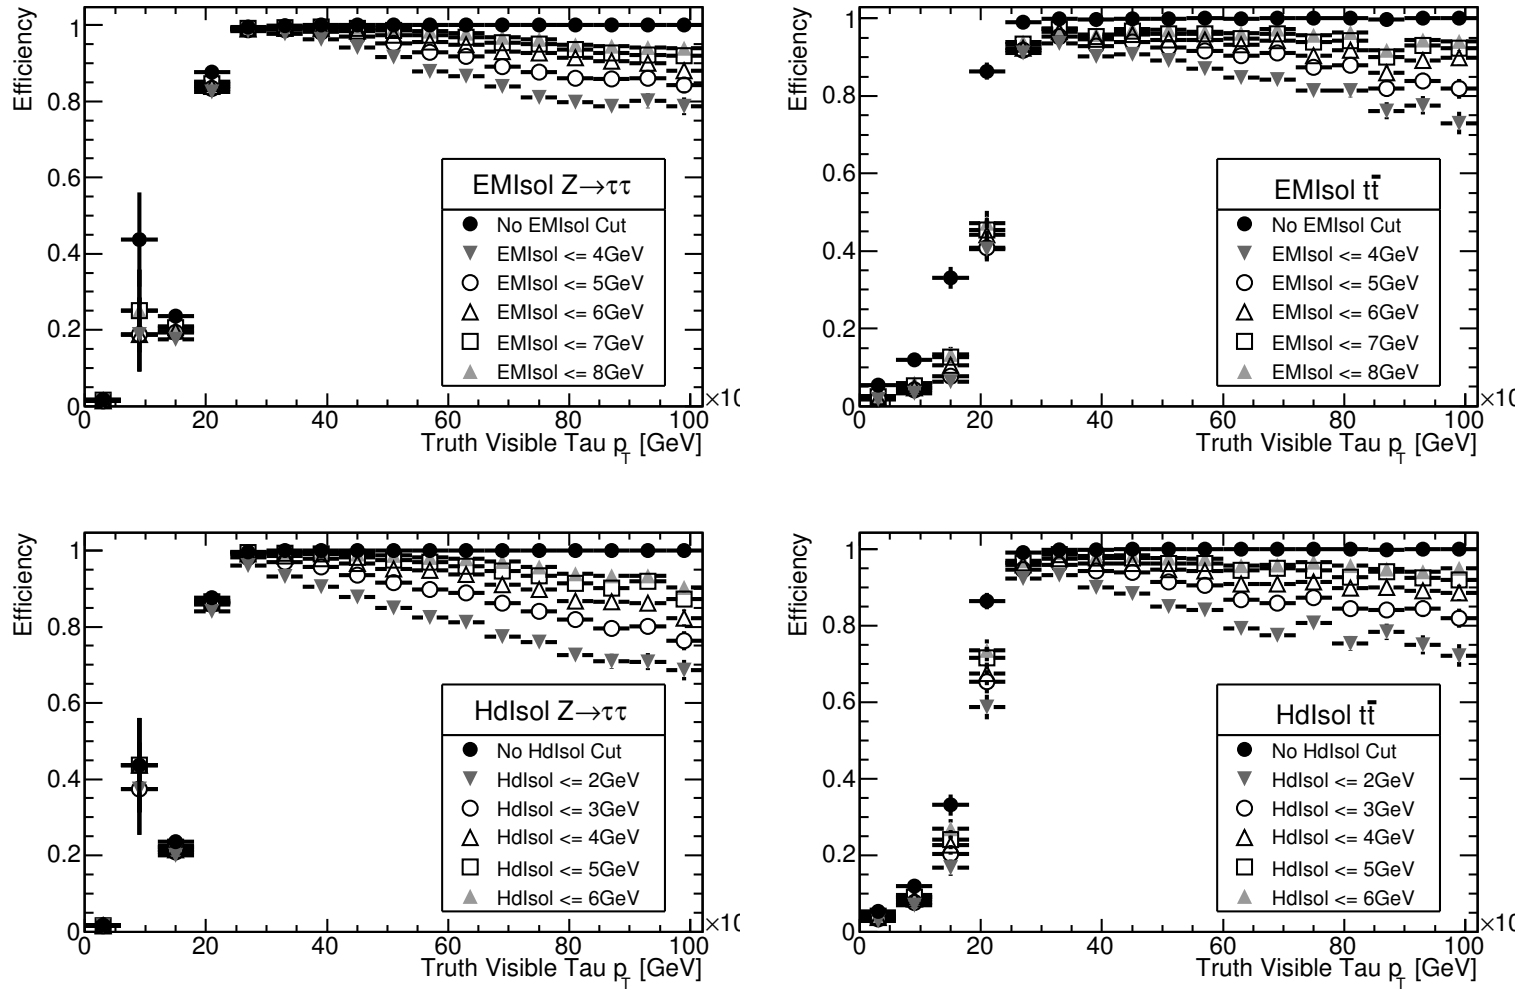 Efficiency
1
0.8
0.6
0.4
0.2
0
EMIsol Z→ττ
No EMIsol Cut
EMIsol <= 4GeV
EMIsol <= 5GeV
EMIsol <= 6GeV
EMIsol <= 7GeV
EMIsol <= 8GeV
0 20 40 60 80 100 ×10
Truth Visible Tau p_T [GeV]
Efficiency
1
0.8
0.6
0.4
0.2
0
EMIsol tt̄
No EMIsol Cut
EMIsol <= 4GeV
EMIsol <= 5GeV
EMIsol <= 6GeV
EMIsol <= 7GeV
EMIsol <= 8GeV
0 20 40 60 80 100 ×10
Truth Visible Tau p_T [GeV]
Efficiency
1
0.8
0.6
0.4
0.2
0
HdIsol Z→ττ
No HdIsol Cut
HdIsol <= 2GeV
HdIsol <= 3GeV
HdIsol <= 4GeV
HdIsol <= 5GeV
HdIsol <= 6GeV
0 20 40 60 80 100 ×10
Truth Visible Tau p_T [GeV]
Efficiency
1
0.8
0.6
0.4
0.2
0
HdIsol tt̄
No HdIsol Cut
HdIsol <= 2GeV
HdIsol <= 3GeV
HdIsol <= 4GeV
HdIsol <= 5GeV
HdIsol <= 6GeV
0 20 40 60 80 100 ×10
Truth Visible Tau p_T [GeV]